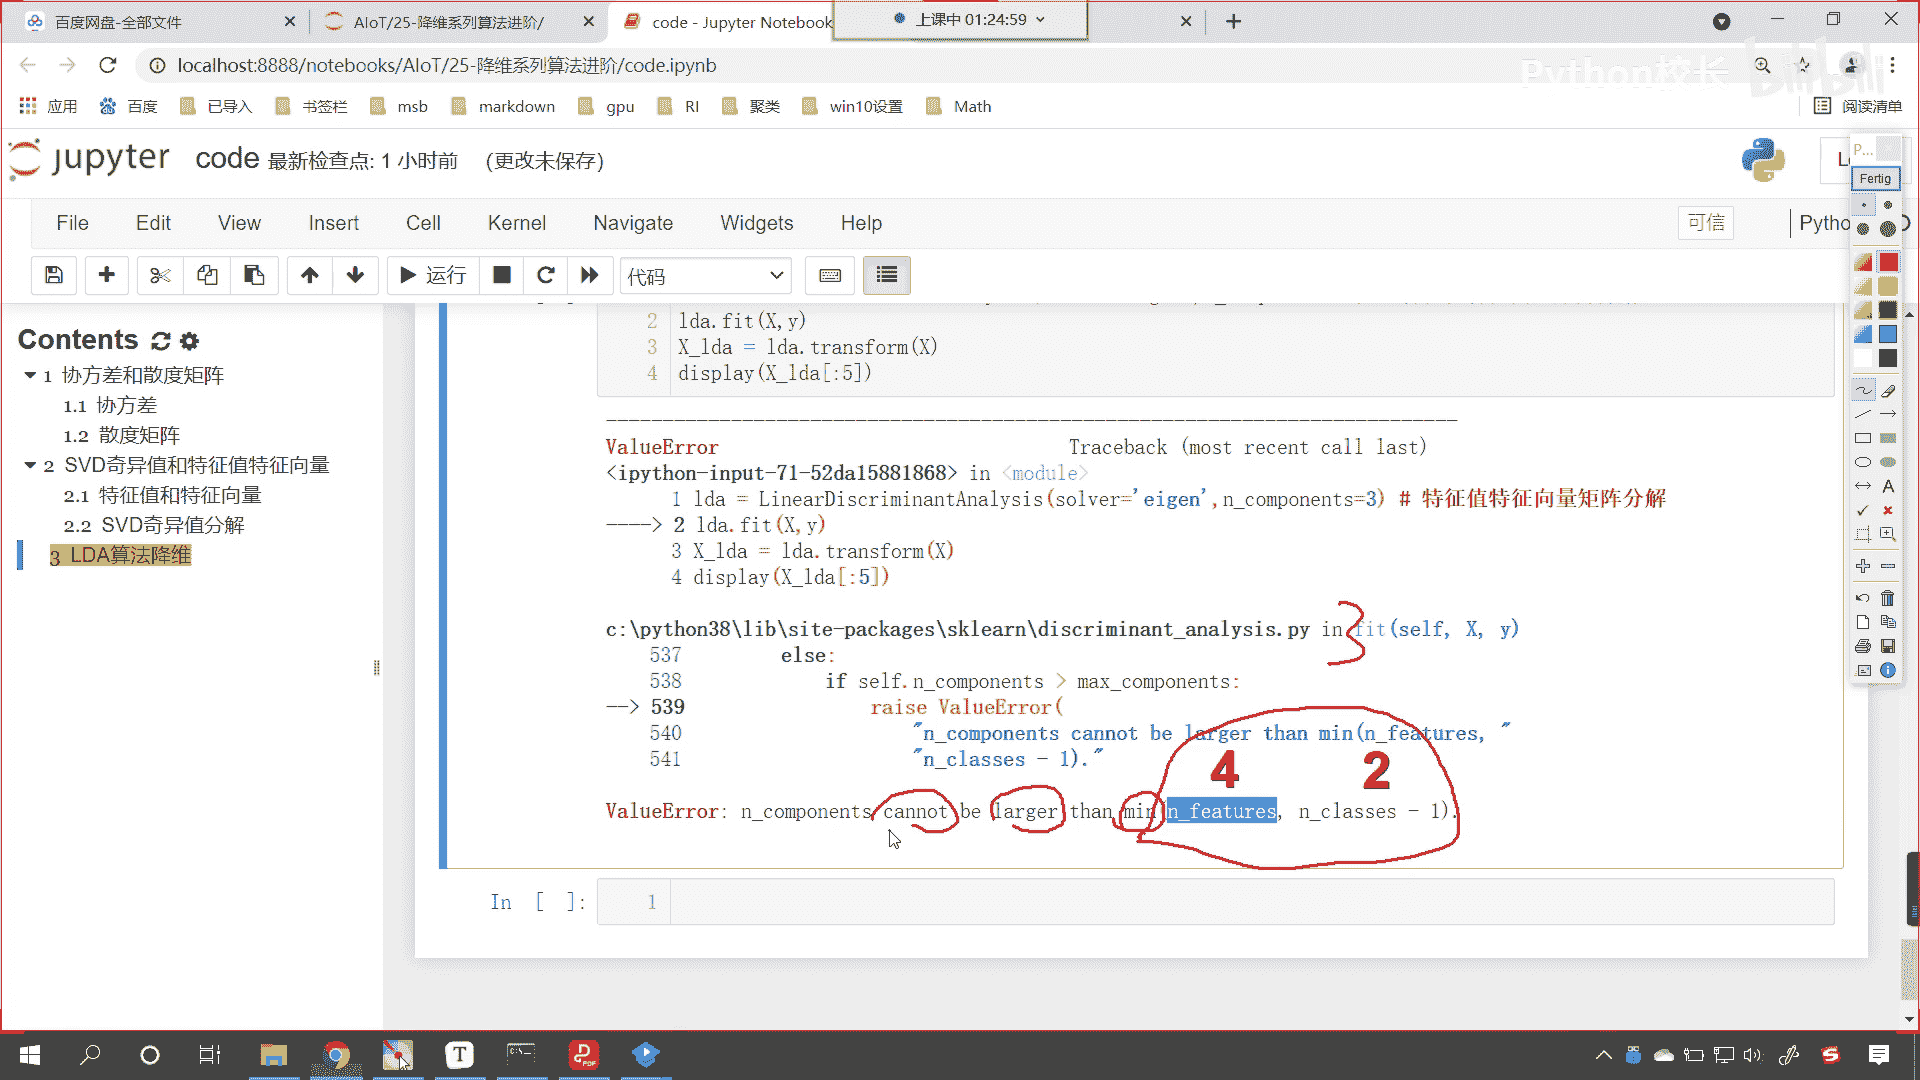 百度网盘-全部文件
AIoT/25-降维系列算法进阶/
code - Jupyter Notebook
上课中 01:24:59
localhost:8888/notebooks/AIoT/25-降维系列算法进阶/code.ipynb
Python校长 bilibili
应用 百度 已导入 书签栏 msb markdown gpu RI 聚类 win10设置 Math 阅读清单
jupyter code 最新检查点: 1 小时前 (更改未保存)
P...
Fertig
File Edit View Insert Cell Kernel Navigate Widgets Help 可信
运行 代码
Contents
1 协方差和散度矩阵
1.1 协方差
1.2 散度矩阵
2 SVD奇异值和特征值特征向量
2.1 特征值和特征向量
2.2 SVD奇异值分解
3 LDA算法降维
2 lda.fit(X,y)
3 X_lda = lda.transform(X)
4 display(X_lda[:5])
ValueError Traceback (most recent call last)
<ipython-input-71-52da15881868> in <module>
1 lda = LinearDiscriminantAnalysis(solver='eigen',n_components=3) # 特征值特征向量矩阵分解
----> 2 lda.fit(X,y)
3 X_lda = lda.transform(X)
4 display(X_lda[:5])
c:\python38\lib\site-packages\sklearn\discriminant_analysis.py in fit(self, X, y)
3
537 else:
538 if self.n_components > max_components:
--> 539 raise ValueError(
540 "n_components cannot be larger than min(n_features, "
541 "n_classes - 1)."
4 2
ValueError: n_components cannot be larger than min(n_features, n_classes - 1).
In [ ]: 1